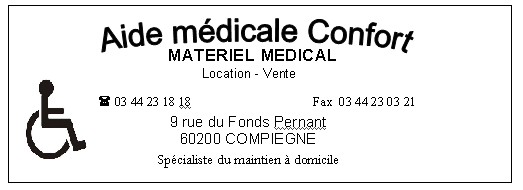 Aide médicale Confort
MATERIEL MEDICAL
Location - Vente
☎ 03 44 23 18 18 Fax 03 44 23 03 21
9 rue du Fonds Pernant
60200 COMPIEGNE
Spécialiste du maintien à domicile